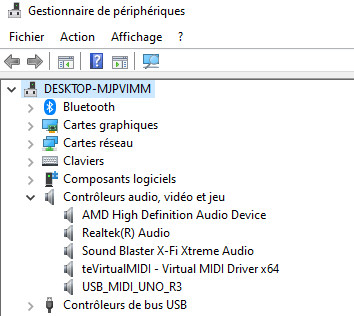 Gestionnaire de périphériques
Fichier Action Affichage ?
DESKTOP-MJPVIMM
Bluetooth
Cartes graphiques
Cartes réseau
Claviers
Composants logiciels
Contrôleurs audio, vidéo et jeu
AMD High Definition Audio Device
Realtek(R) Audio
Sound Blaster X-Fi Xtreme Audio
teVirtualMIDI - Virtual MIDI Driver x64
USB_MIDI_UNO_R3
Contrôleurs de bus USB